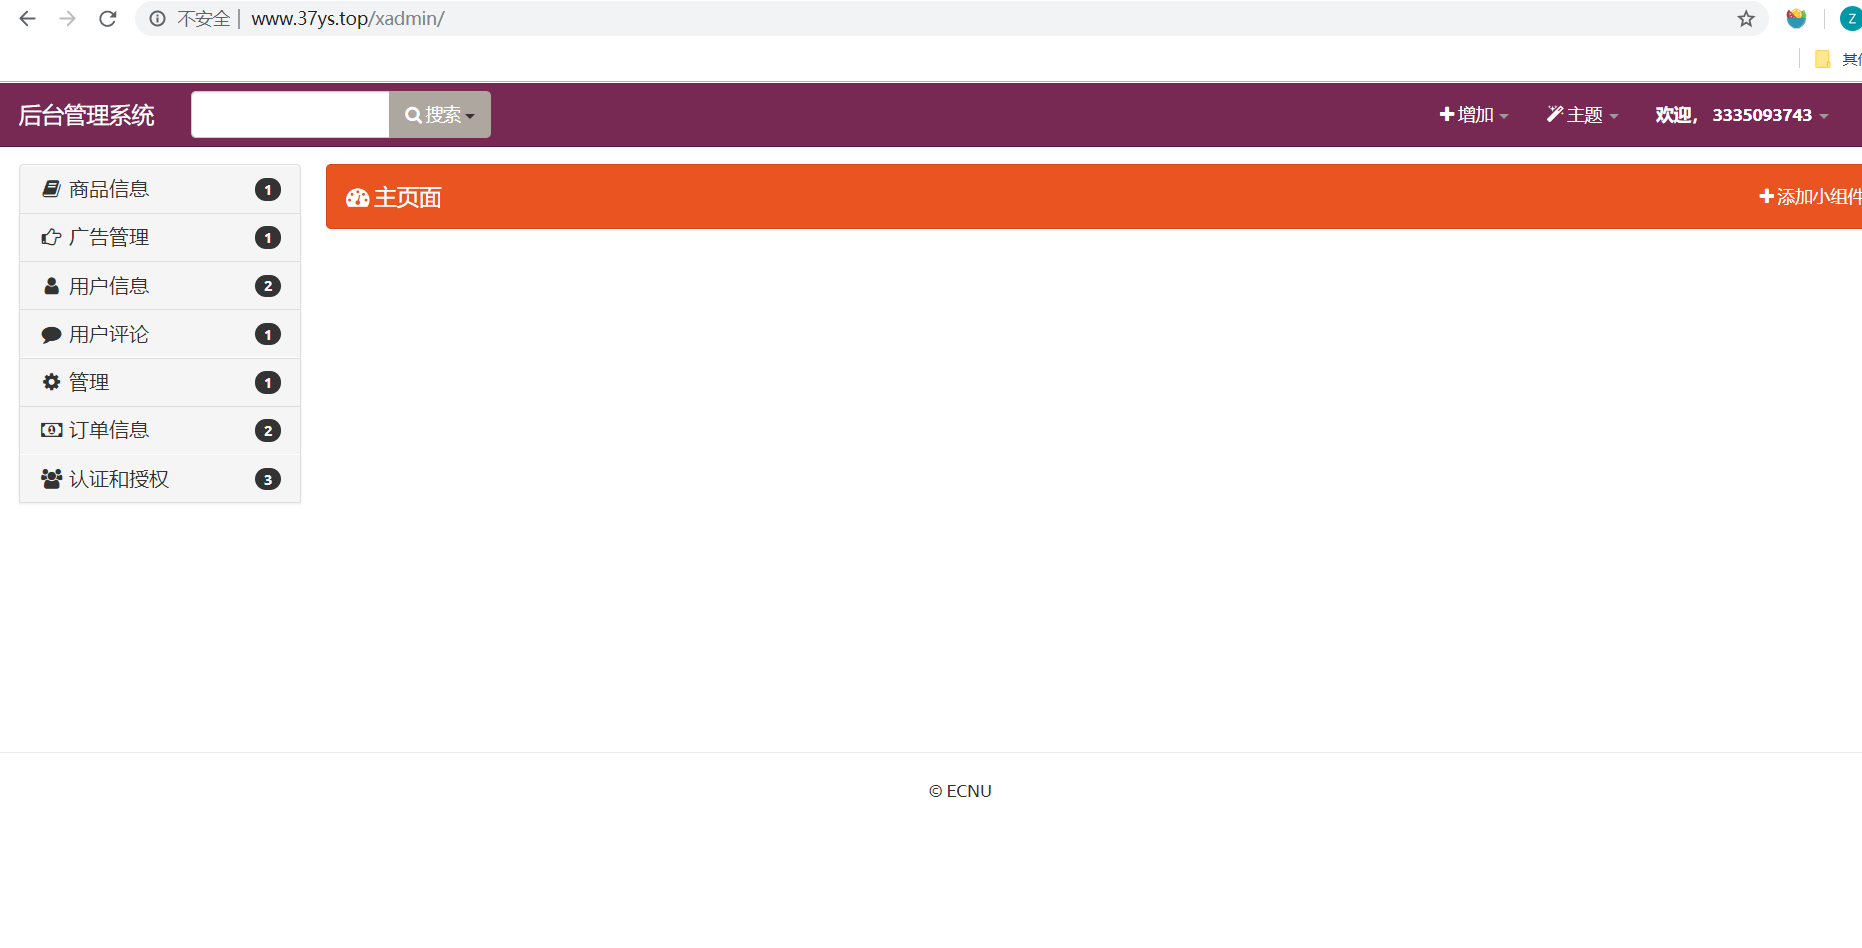 不安全 | www.37ys.top/xadmin/
Z
其
后台管理系统 搜索 增加 主题 欢迎， 3335093743
商品信息 1
广告管理 1
用户信息 2
用户评论 1
管理 1
订单信息 2
认证和授权 3
主页面 添加小组件
© ECNU